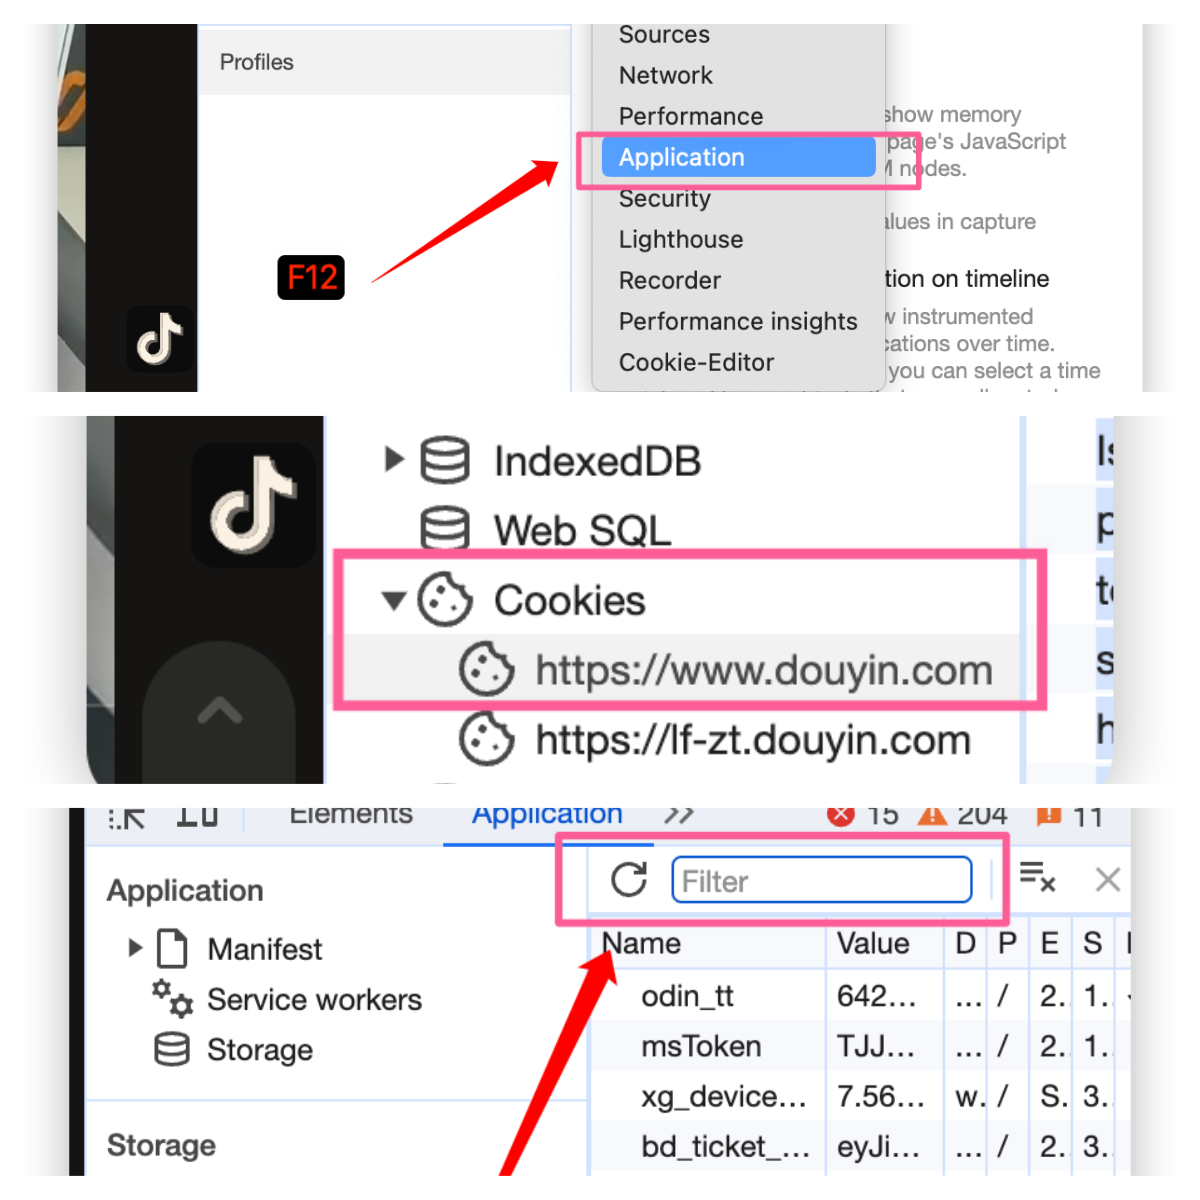 Profiles
Sources
Network
Performance
Application
Security
Lighthouse
Recorder
Performance insights
Cookie-Editor
F12
show memory
page's JavaScript
nodes.
in capture
on timeline
instrumented
over time.
you can select a time
IndexedDB
Web SQL
Cookies
https://www.douyin.com
https://lf-zt.douyin.com
Elements Application >> 15 204 11
Filter
Application
Manifest
Service workers
Storage
Storage
Name Value D P E S
odin_tt 642... ... / 2.. 1..
msToken TJJ... ... / 2.. 1..
xg_device... 7.56... w. / S. 3..
bd_ticket_... eyJi... ... / 2.. 3..